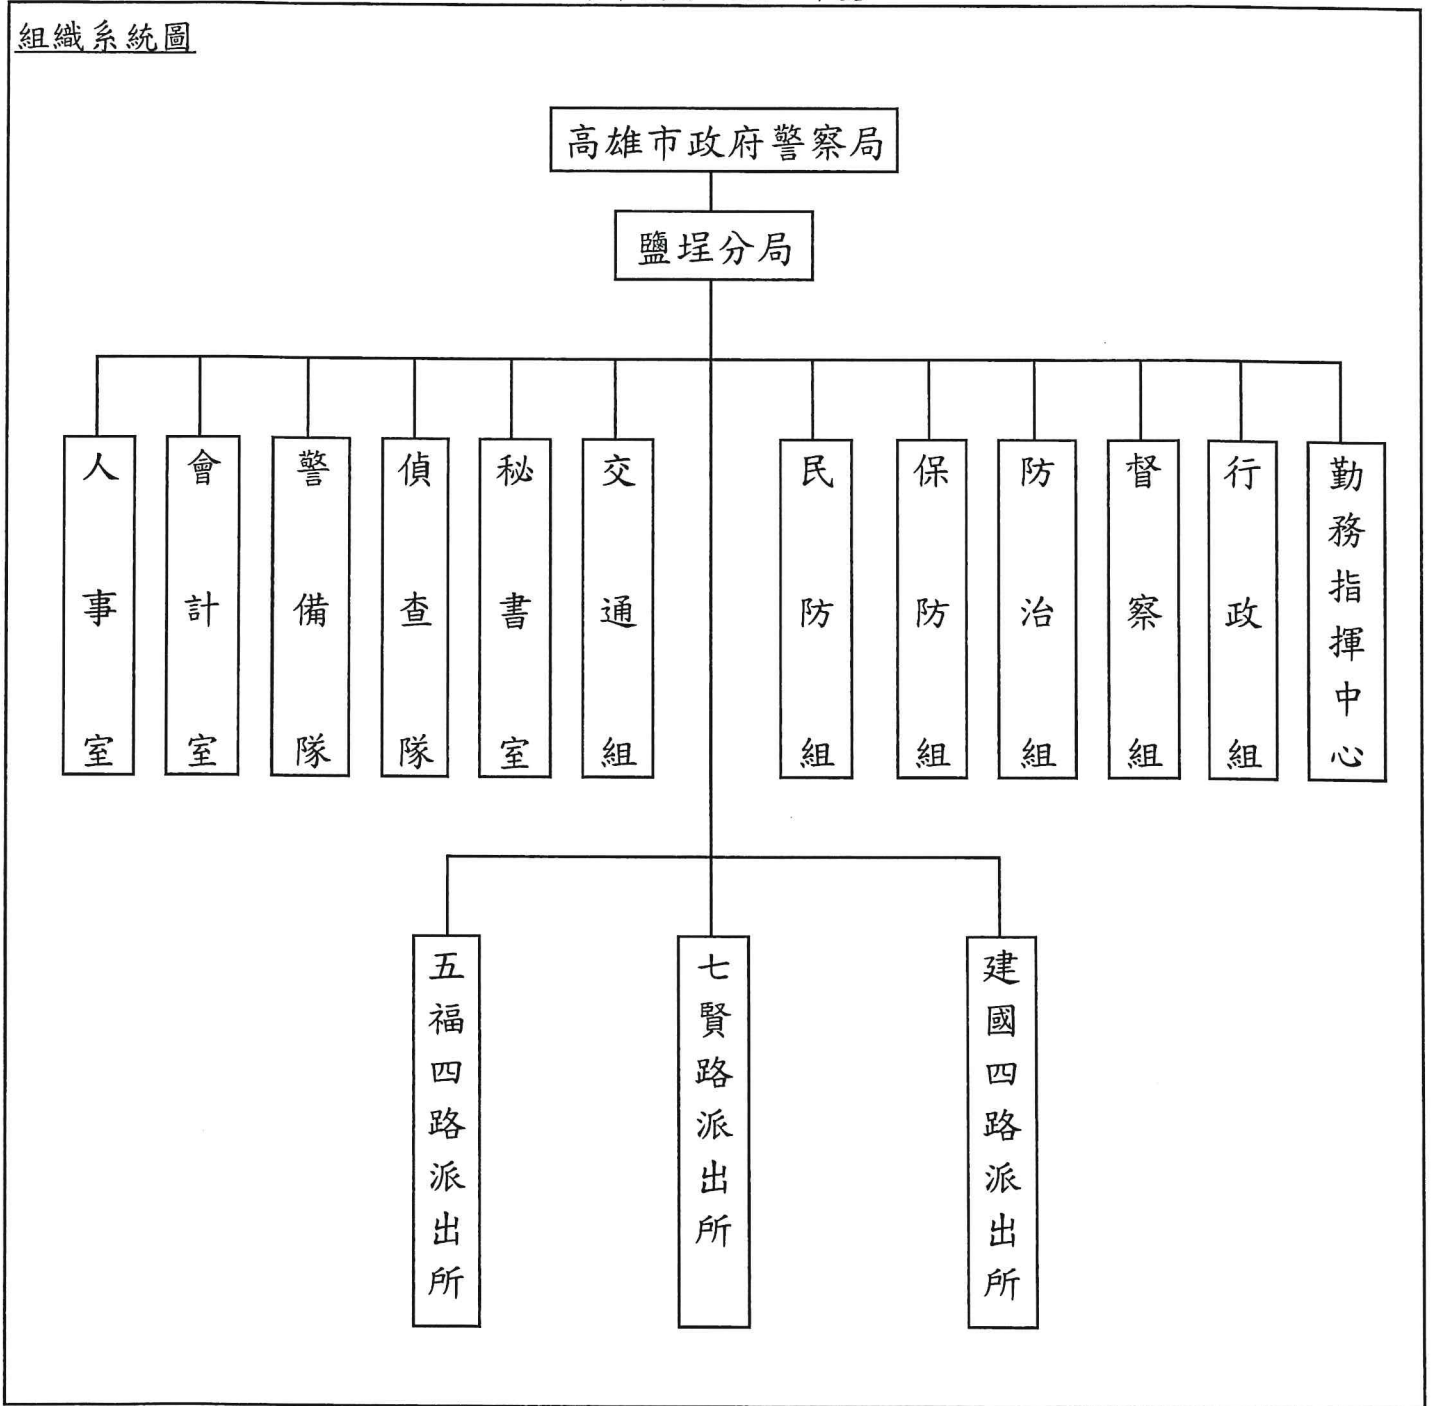 組織系統圖
高雄市政府警察局
鹽埕分局
人事室
會計室
警備隊
偵查隊
秘書室
交通組
民防組
保防組
防治組
督察組
行政組
勤務指揮中心
五福四路派出所
七賢路派出所
建國四路派出所